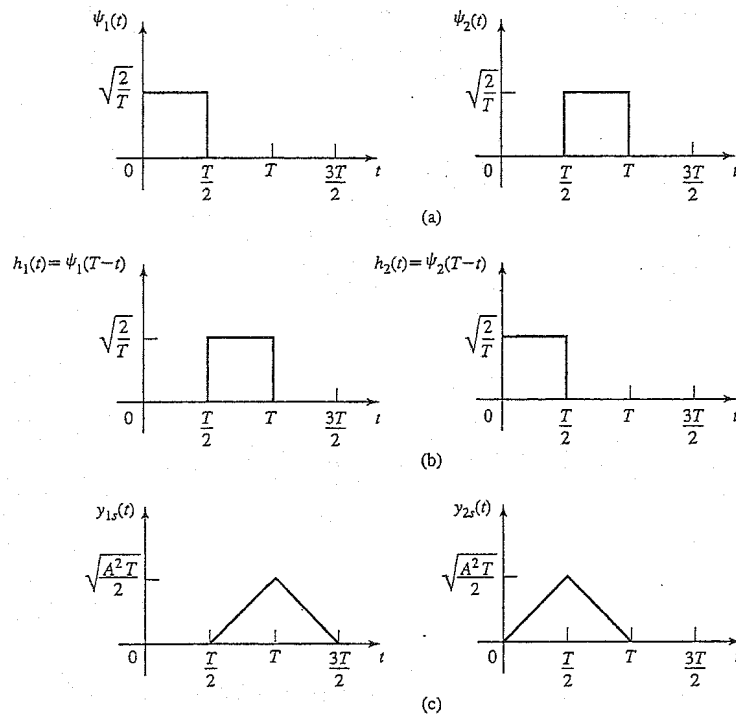 ψ₁(t) ψ₂(t)
√(2/T) √(2/T)
0 T/2 T 3T/2 t 0 T/2 T 3T/2 t
(a)
h₁(t) = ψ₁(T−t) h₂(t) = ψ₂(T−t)
√(2/T) √(2/T)
0 T/2 T 3T/2 t 0 T/2 T 3T/2 t
(b)
y₁ₛ(t) y₂ₛ(t)
√(A²T/2) √(A²T/2)
0 T/2 T 3T/2 t 0 T/2 T 3T/2 t
(c)